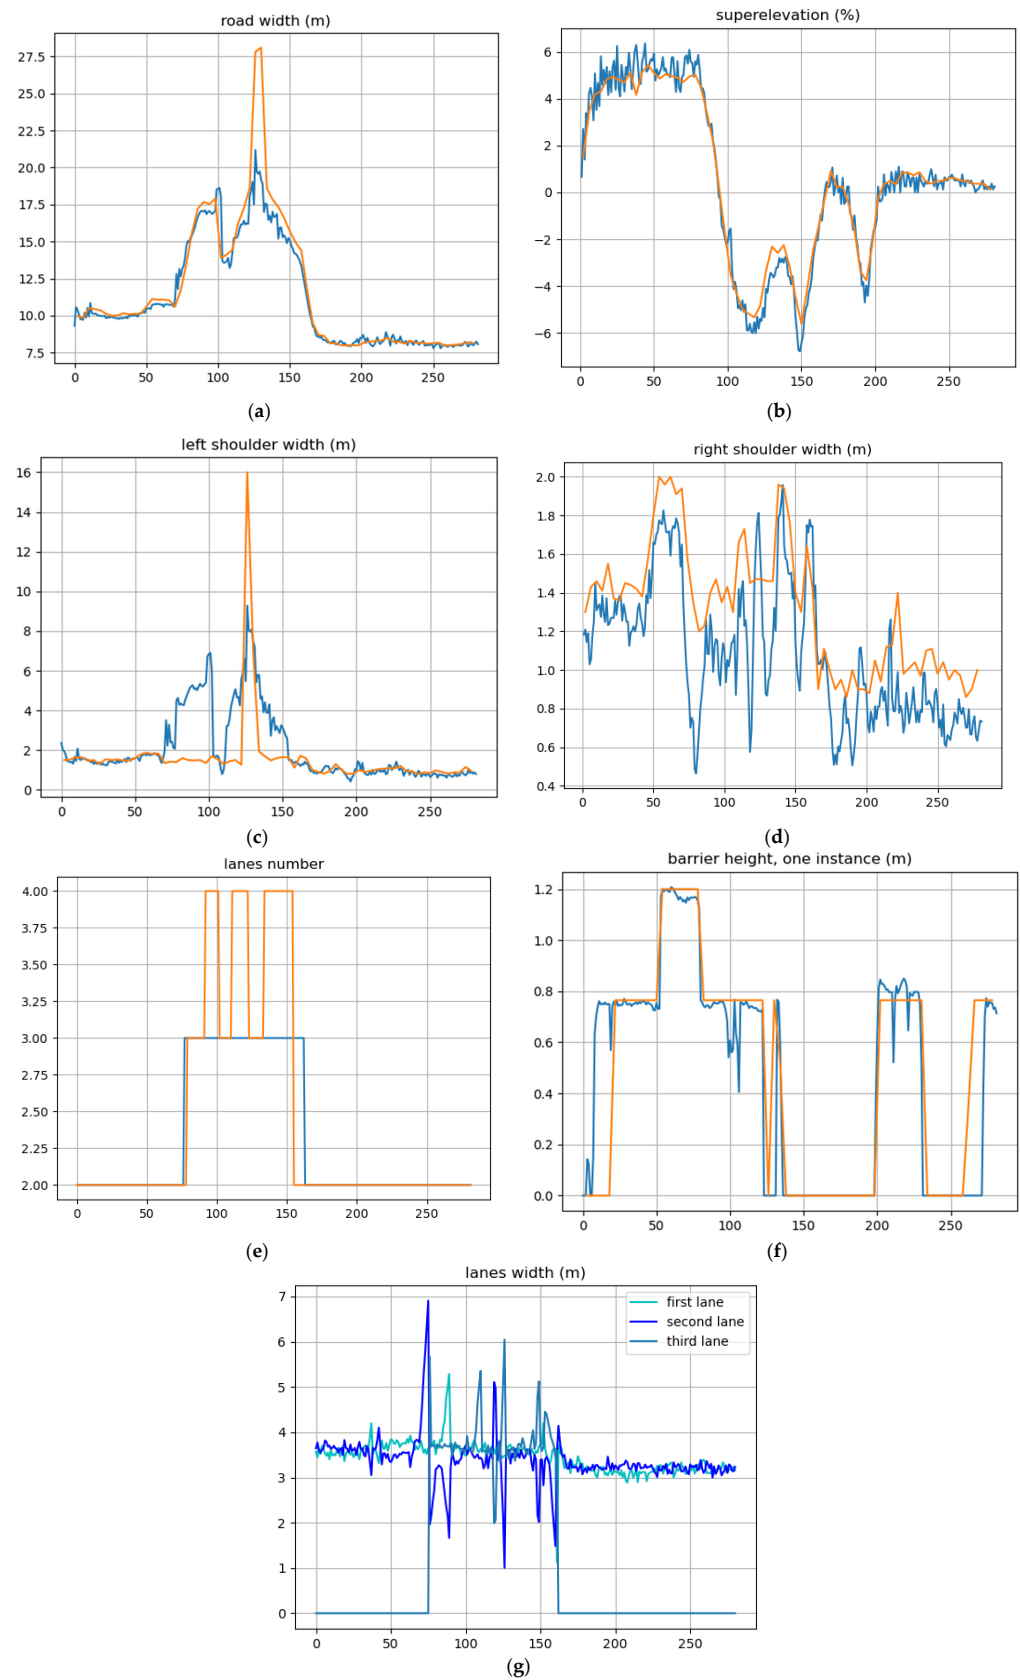 road width (m)
27.5
25.0
22.5
20.0
17.5
15.0
12.5
10.0
7.5
0 50 100 150 200 250
(a)
superelevation (%)
6
4
2
0
−2
−4
−6
0 50 100 150 200 250
(b)
left shoulder width (m)
16
14
12
10
8
6
4
2
0
0 50 100 150 200 250
(c)
right shoulder width (m)
2.0
1.8
1.6
1.4
1.2
1.0
0.8
0.6
0.4
0 50 100 150 200 250
(d)
lanes number
4.00
3.75
3.50
3.25
3.00
2.75
2.50
2.25
2.00
0 50 100 150 200 250
(e)
barrier height, one instance (m)
1.2
1.0
0.8
0.6
0.4
0.2
0.0
0 50 100 150 200 250
(f)
lanes width (m)
7
6
5
4
3
2
1
0
first lane
second lane
third lane
0 50 100 150 200 250
(g)